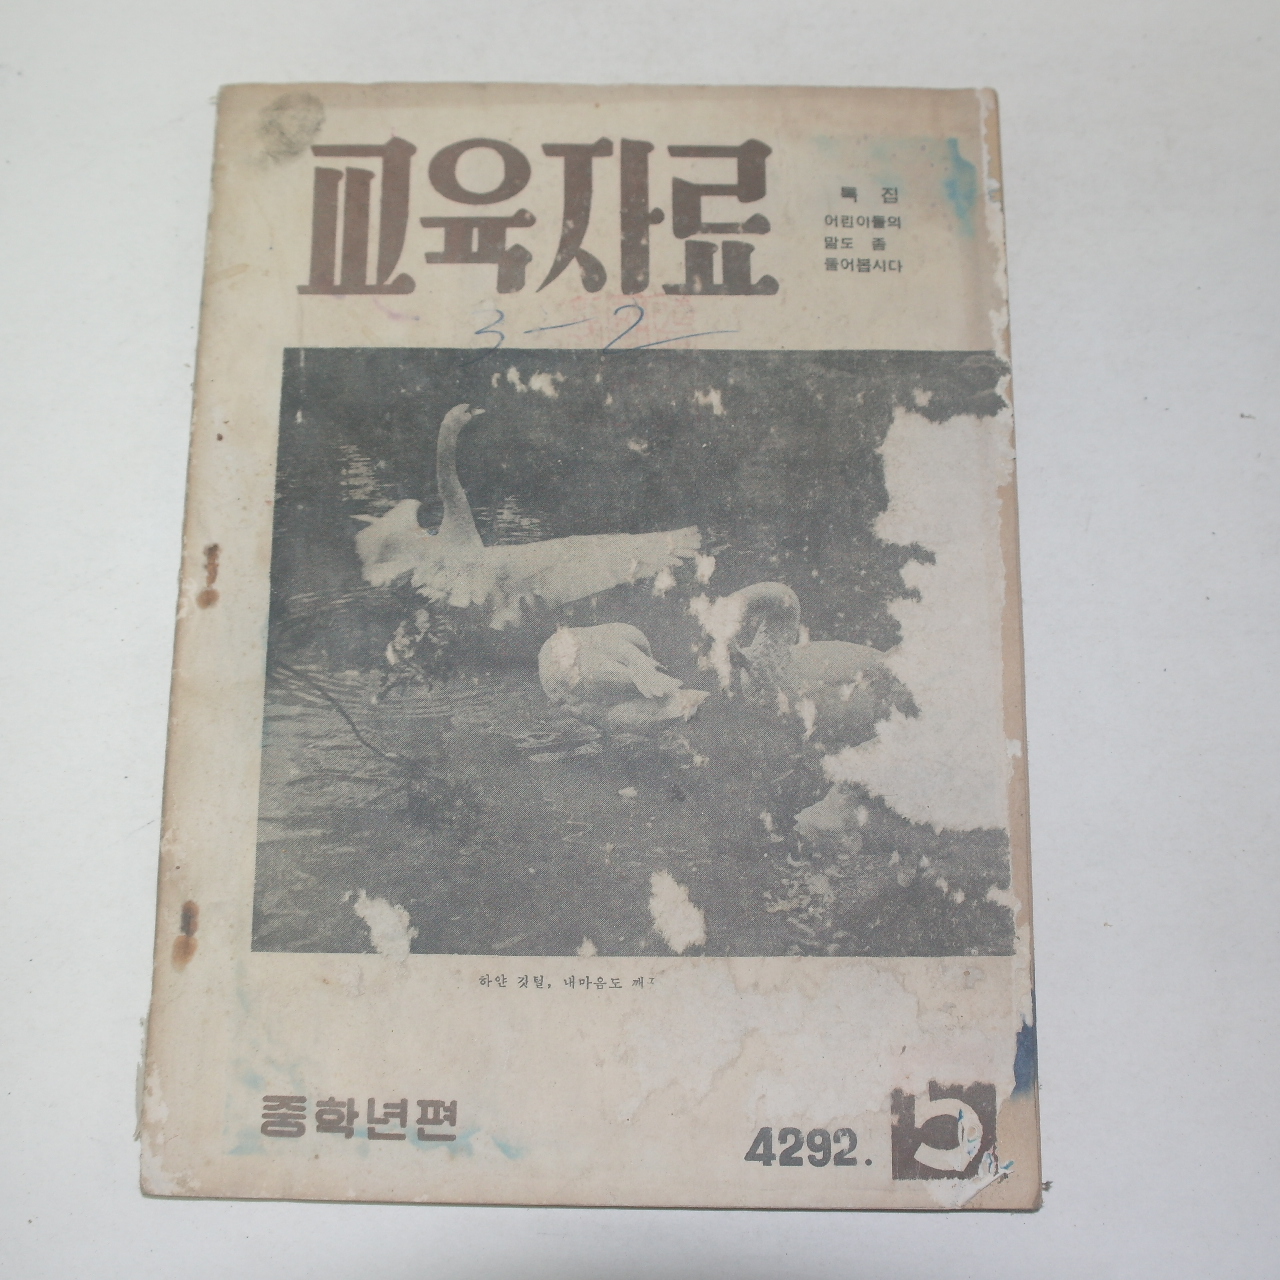 교육자료
특 집
어린이들의
말도 좀
들어봅시다
3-2
하얀 깃털, 내마음도
중학년편
4292. 5